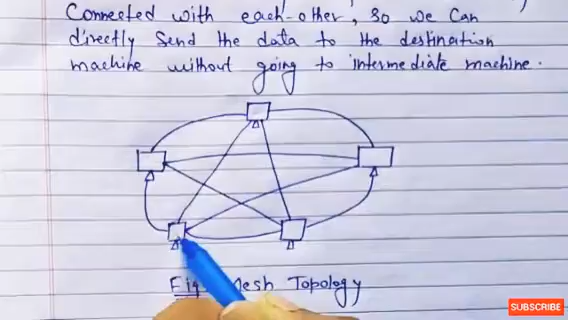 Connected with each-other, so we can
directly send the data to the destination
machine without going to intermediate machine.
Fig Mesh Topology
SUBSCRIBE